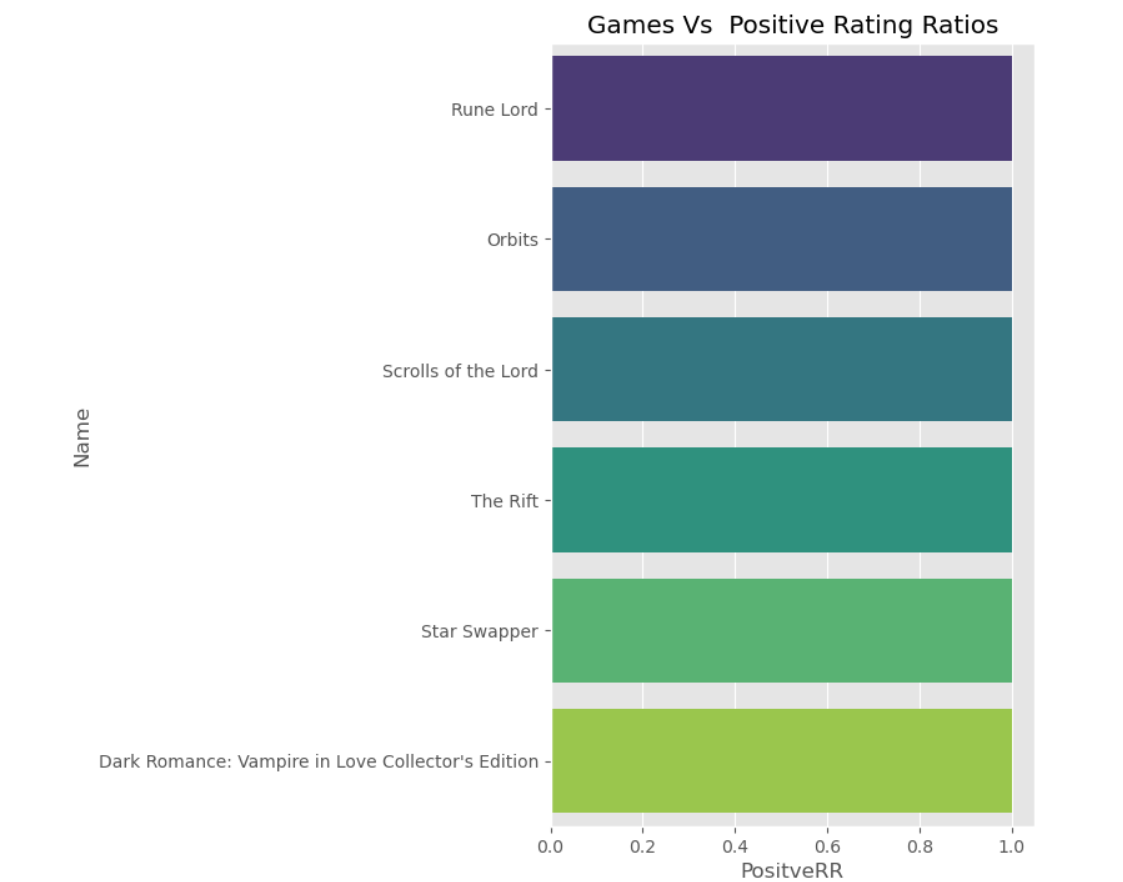 Games Vs  Positive Rating Ratios
Rune Lord
Orbits
Scrolls of the Lord
The Rift
Star Swapper
Dark Romance: Vampire in Love Collector's Edition
Name
0.0 0.2 0.4 0.6 0.8 1.0
PositveRR